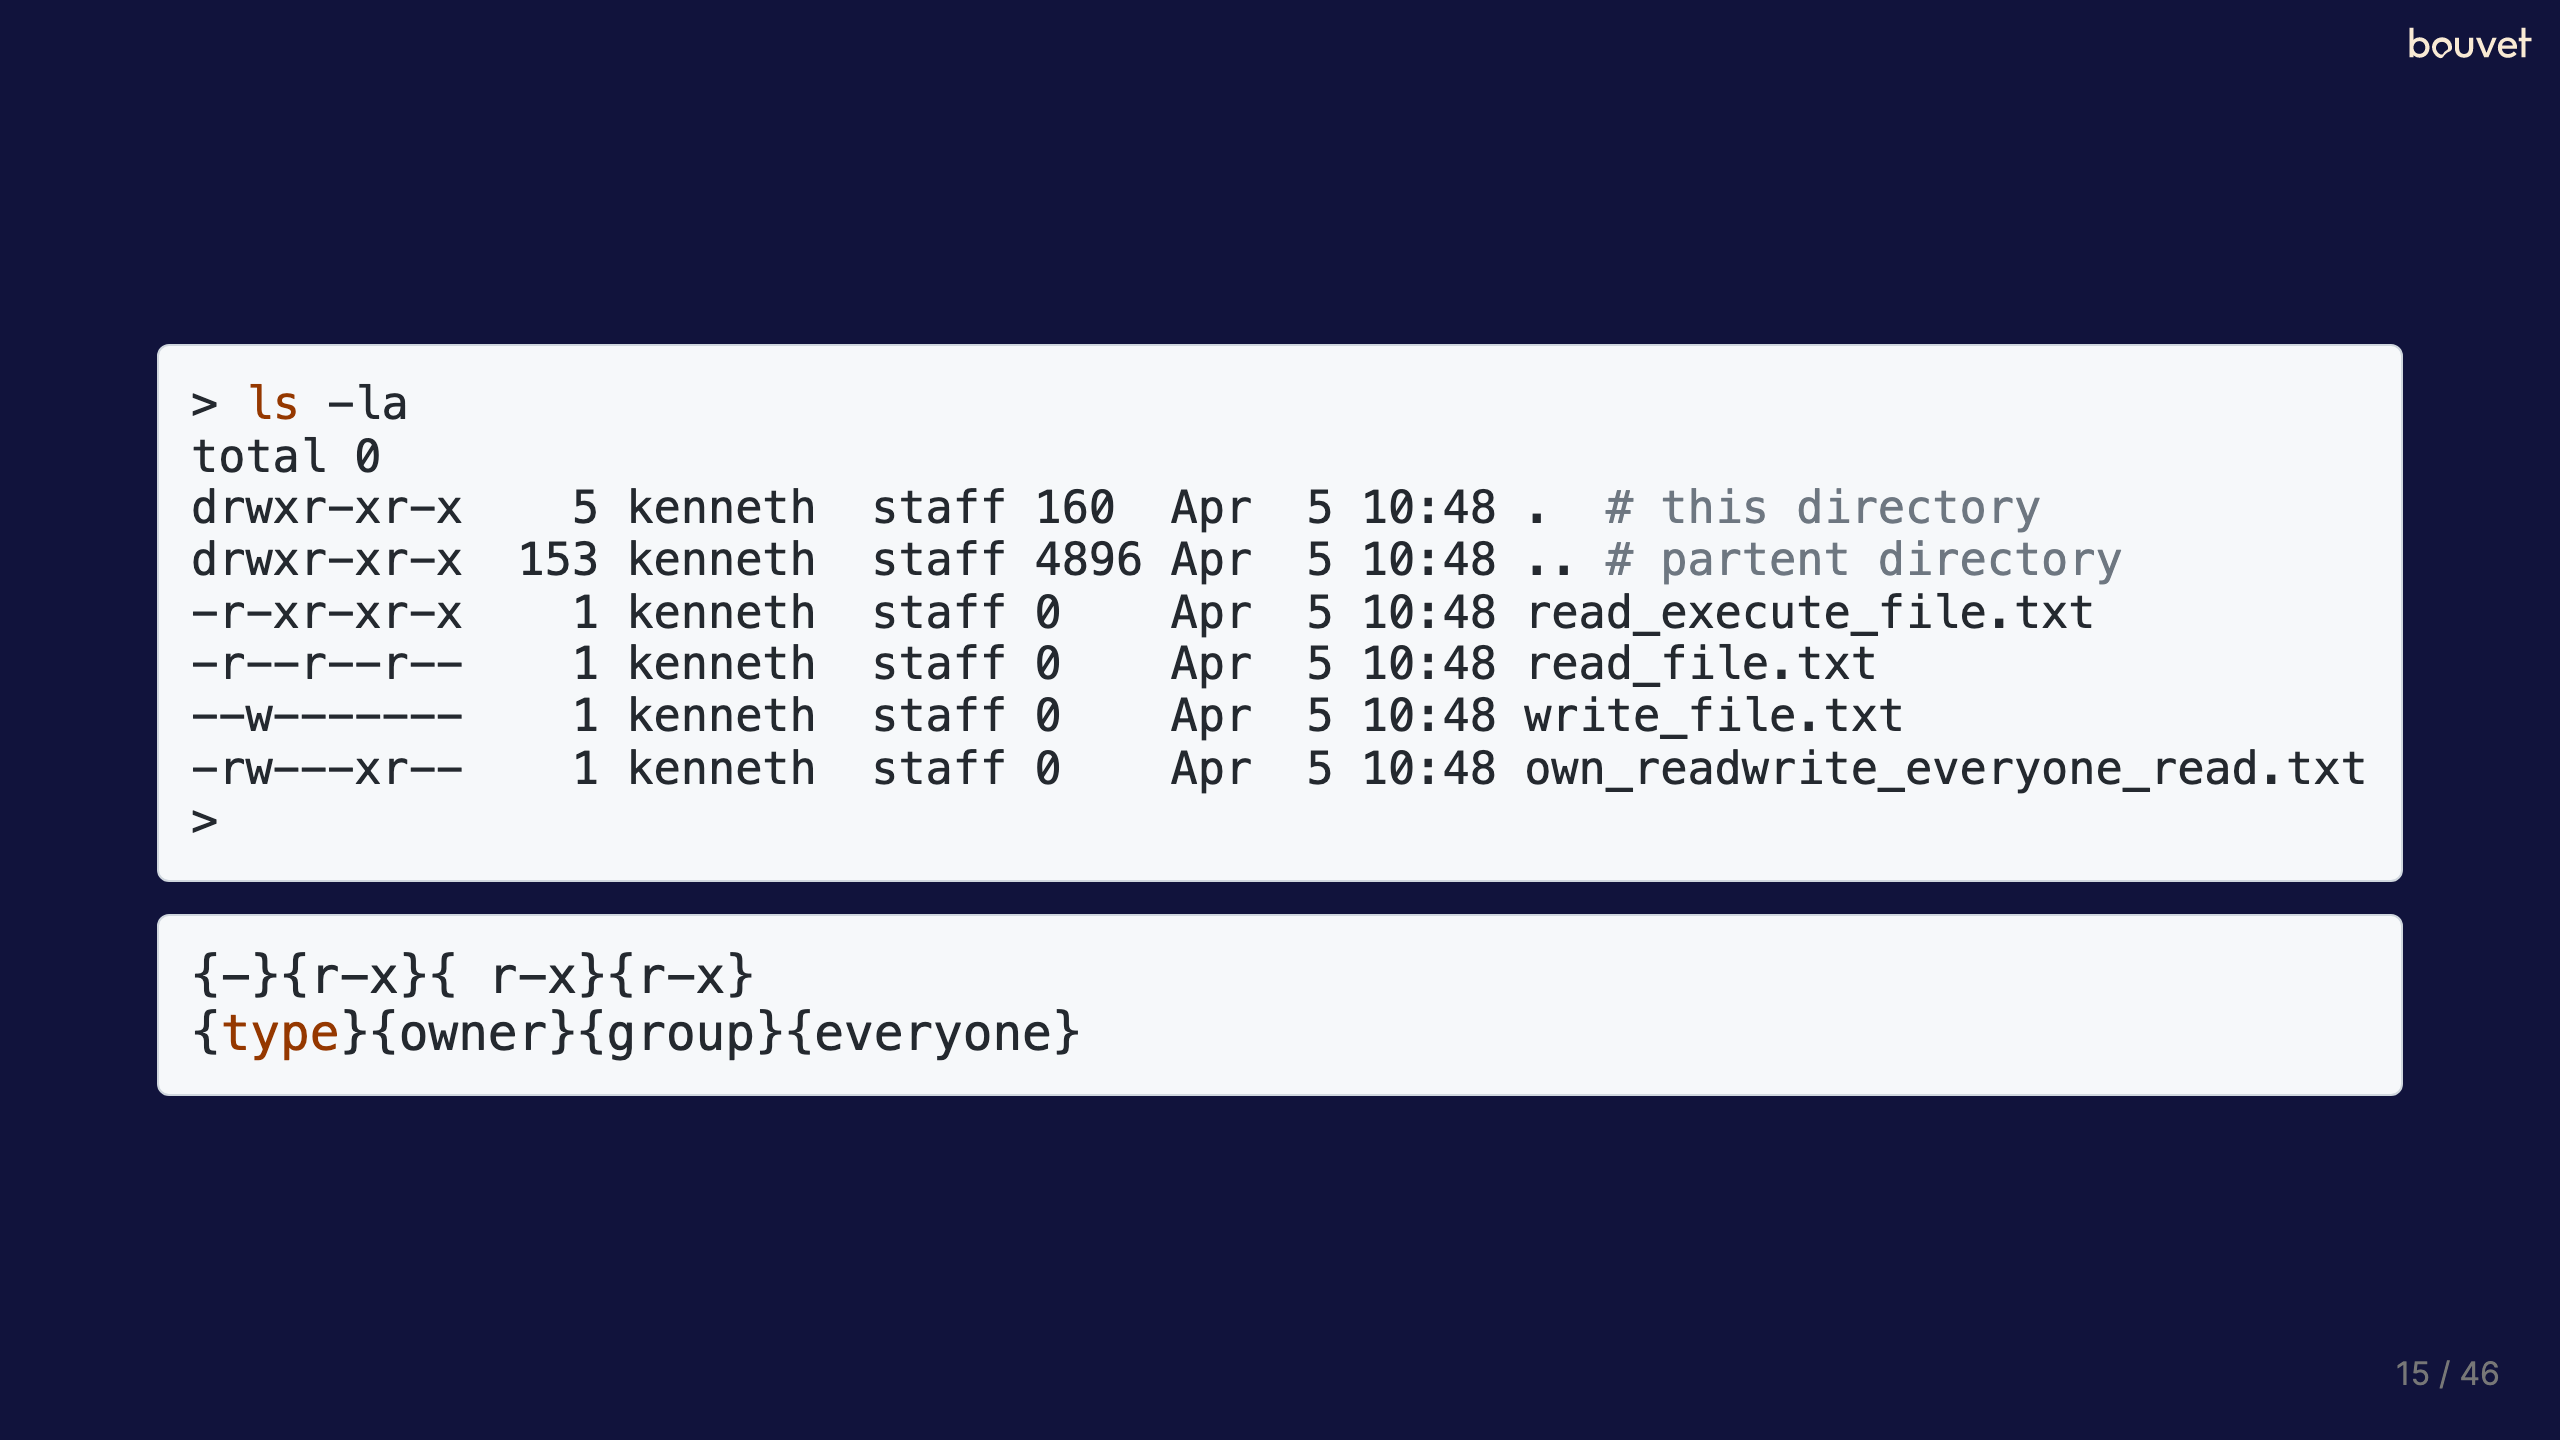 bouvet
> ls -la
total 0
drwxr-xr-x    5 kenneth  staff 160  Apr  5 10:48 .  # this directory
drwxr-xr-x  153 kenneth  staff 4896 Apr  5 10:48 .. # partent directory
-r-xr-xr-x    1 kenneth  staff 0    Apr  5 10:48 read_execute_file.txt
-r--r--r--    1 kenneth  staff 0    Apr  5 10:48 read_file.txt
--w-------    1 kenneth  staff 0    Apr  5 10:48 write_file.txt
-rw---xr--    1 kenneth  staff 0    Apr  5 10:48 own_readwrite_everyone_read.txt
>
{-}{r-x}{ r-x}{r-x}
{type}{owner}{group}{everyone}
15 / 46